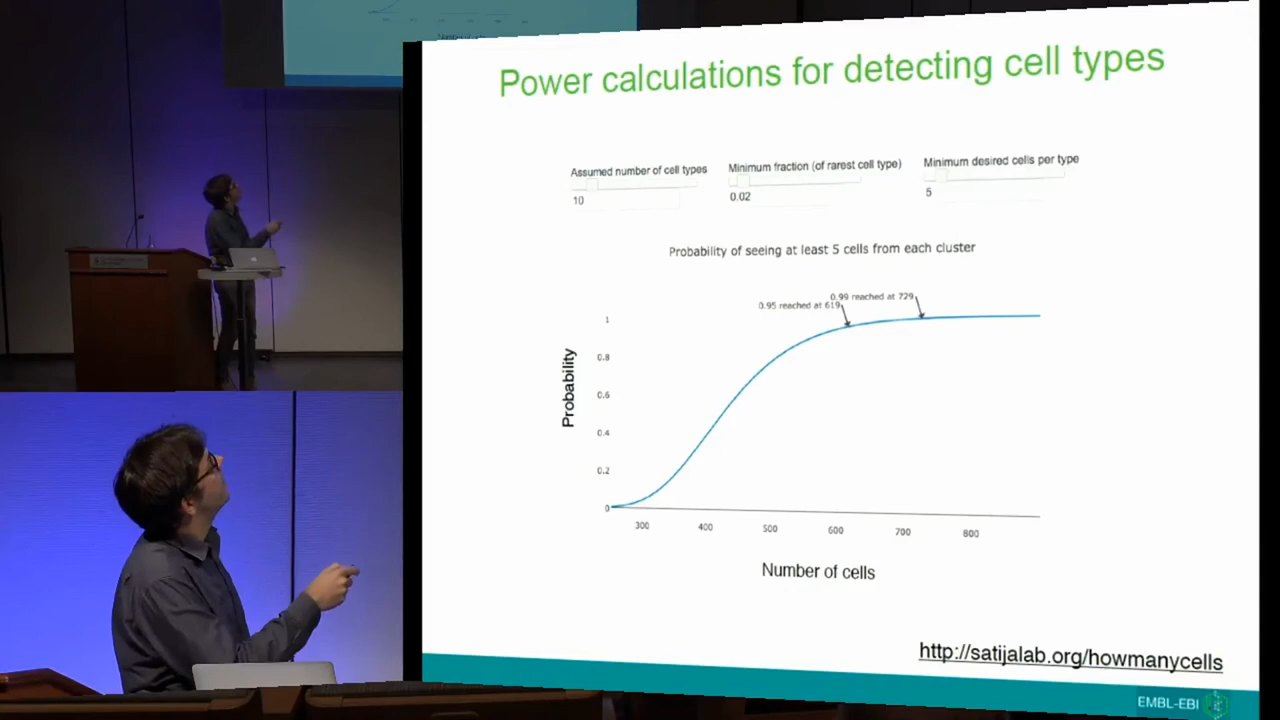 Power calculations for detecting cell types
Assumed number of cell types
Minimum fraction (of rarest cell type)
Minimum desired cells per type
10
0.02
5
Probability of seeing at least 5 cells from each cluster
0.95 reached at 619
0.99 reached at 729
Probability
1
0.8
0.6
0.4
0.2
0
300 400 500 600 700 800
Number of cells
http://satijalab.org/howmanycells
EMBL-EBI